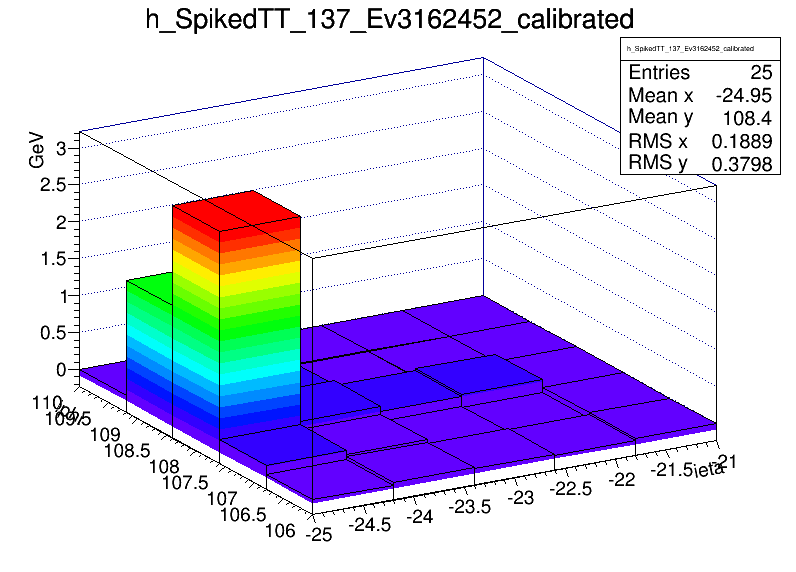 h_SpikedTT_137_Ev3162452_calibrated
h_SpikedTT_137_Ev3162452_calibrated
Entries 25
Mean x -24.95
Mean y 108.4
RMS x 0.1889
RMS y 0.3798
GeV
3
2.5
2
1.5
1
0.5
0
110
109.5
109
108.5
108
107.5
107
106.5
106
-25
-24.5
-24
-23.5
-23
-22.5
-22
-21.5
ieta
-21